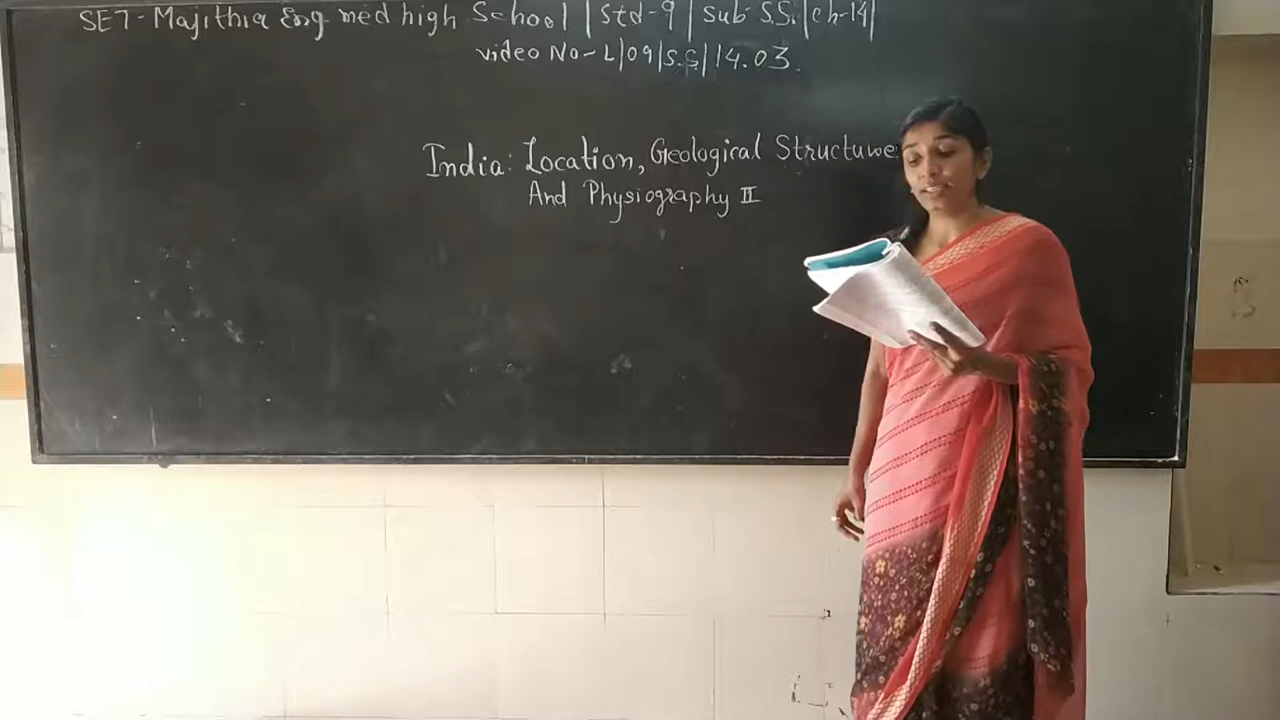 SET- Majithia Eng med high School | Std-9 | Sub S.S. | ch-14 |
video No- L|09|S.S|14.03.
India: Location, Geological Structure
And Physiography II